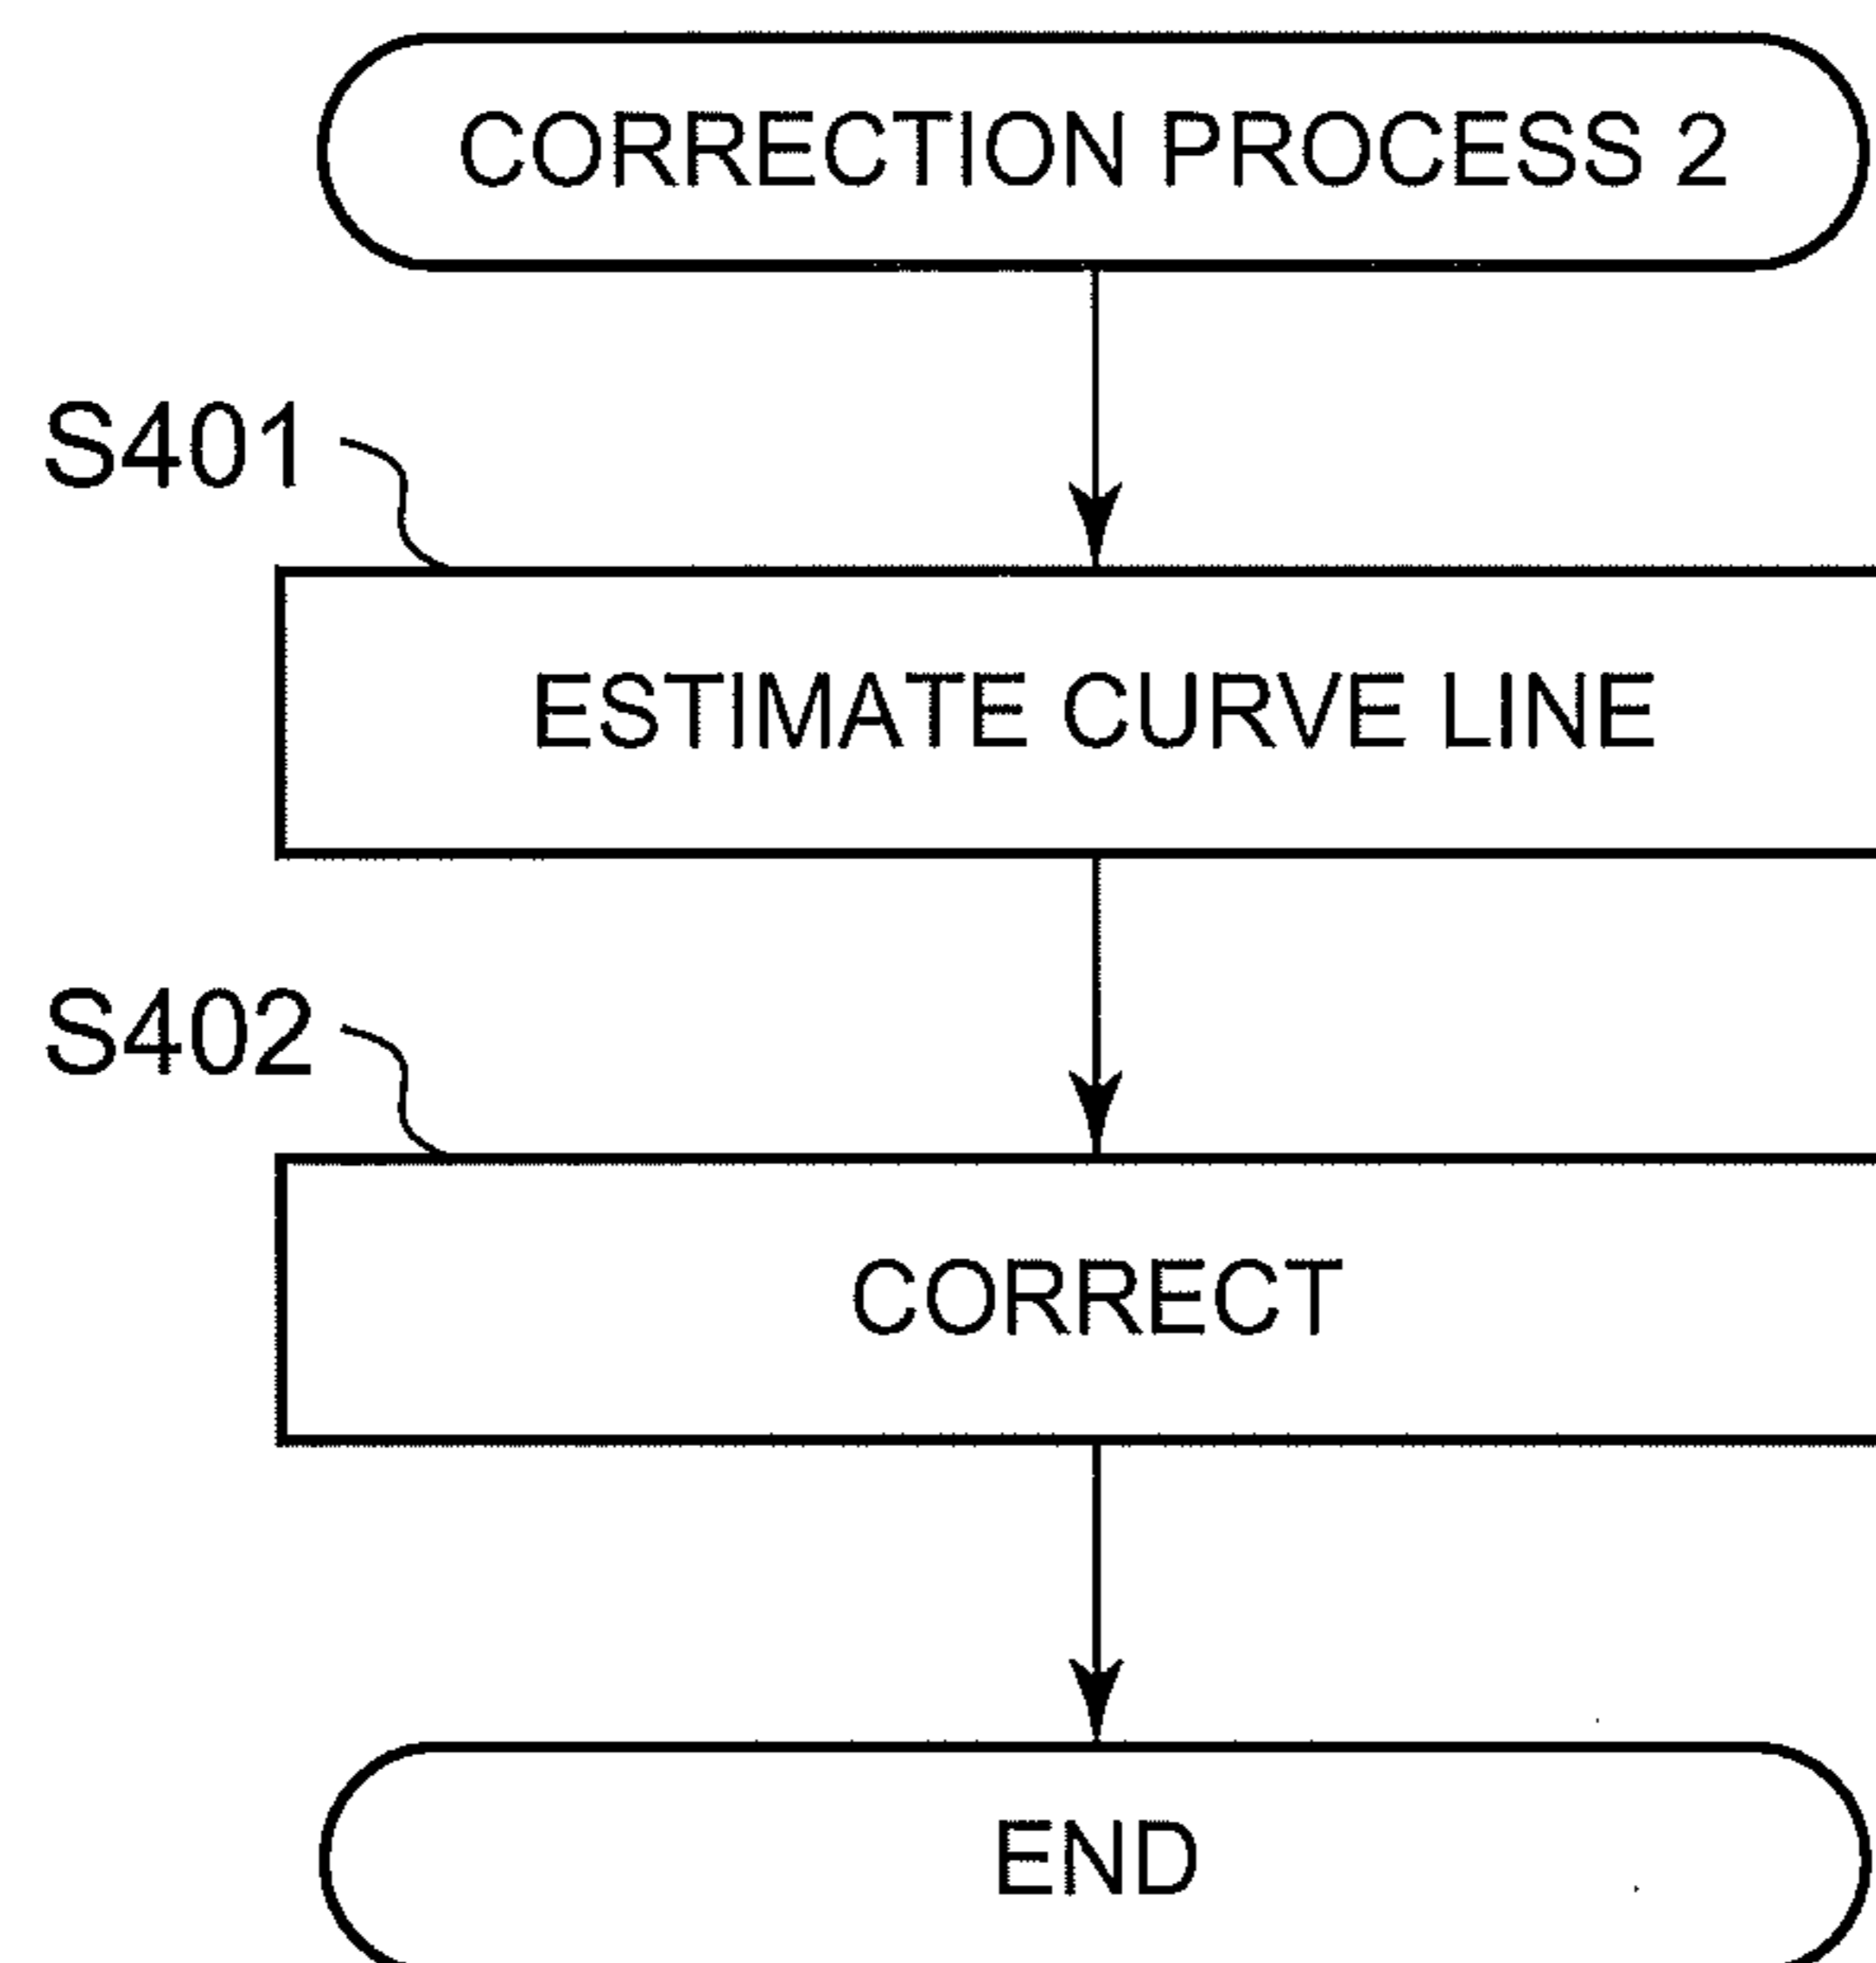 CORRECTION PROCESS 2
S401
ESTIMATE CURVE LINE
S402
CORRECT
END